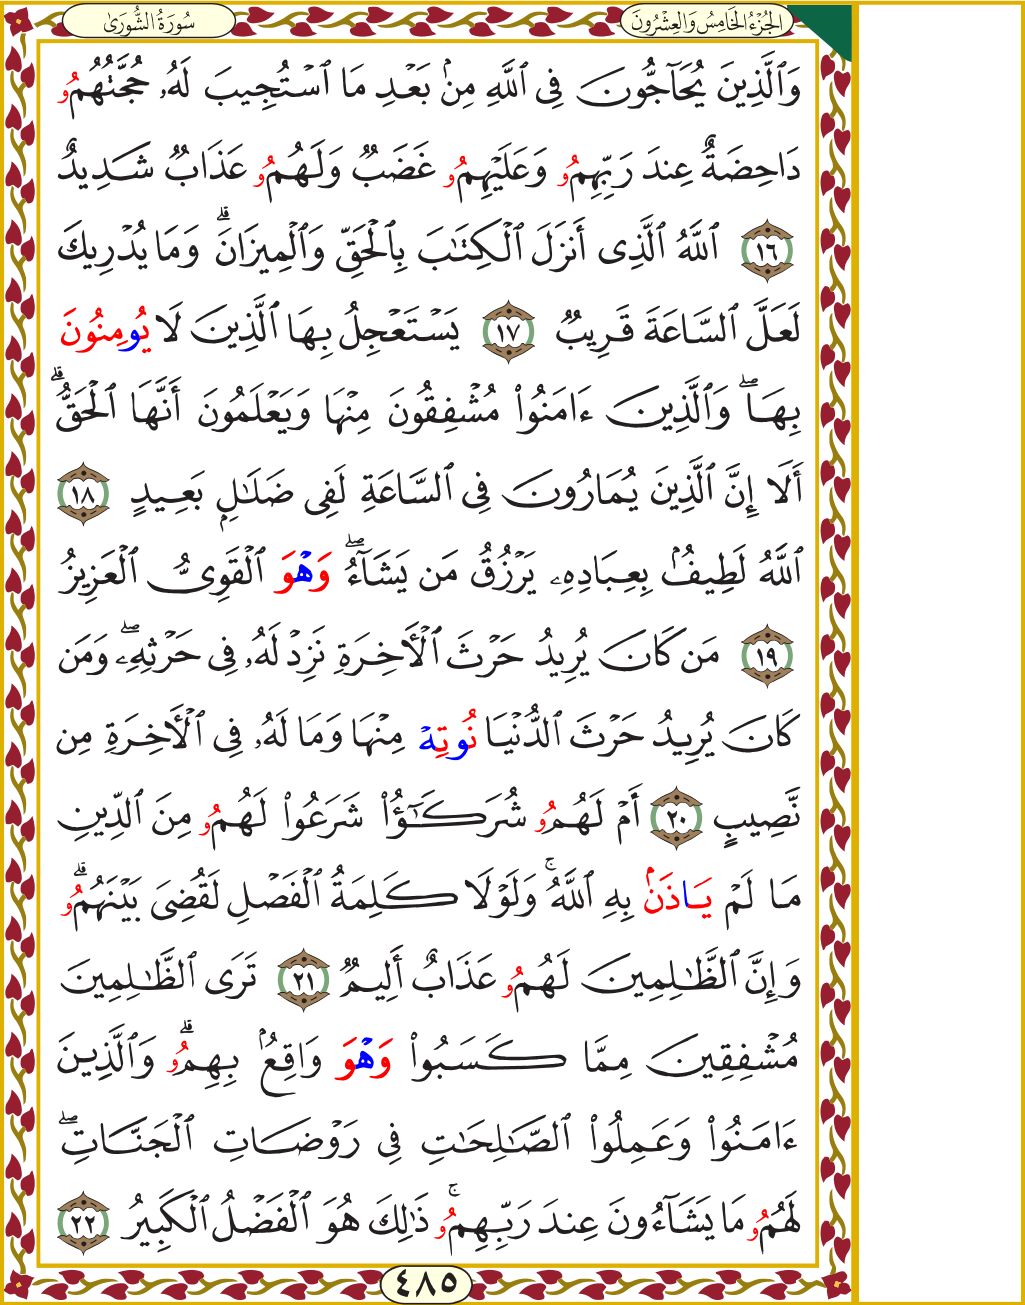 الجُزْءُ الخَامِسُ وَالعِشْرُونَ
سُورَةُ الشُّورَىٰ
وَٱلَّذِينَ يُحَآجُّونَ فِى ٱللَّهِ مِنۢ بَعۡدِ مَا ٱسۡتُجِيبَ لَهُۥ حُجَّتُهُمُۥ
دَاحِضَةٌ عِندَ رَبِّهِمُۥ وَعَلَيۡهِمُۥ غَضَبٌ وَلَهُمُۥ عَذَابٌ شَدِيدٌ
١٦ ٱللَّهُ ٱلَّذِى أَنزَلَ ٱلۡكِتَٰبَ بِٱلۡحَقِّ وَٱلۡمِيزَانَۗ وَمَا يُدۡرِيكَ
لَعَلَّ ٱلسَّاعَةَ قَرِيبٌ ١٧ يَسۡتَعۡجِلُ بِهَا ٱلَّذِينَ لَا يُومِنُونَ
بِهَاۖ وَٱلَّذِينَ ءَامَنُواْ مُشۡفِقُونَ مِنۡهَا وَيَعۡلَمُونَ أَنَّهَا ٱلۡحَقُّۗ
أَلَا إِنَّ ٱلَّذِينَ يُمَارُونَ فِى ٱلسَّاعَةِ لَفِى ضَلَٰلِۭ بَعِيدٍ ١٨
ٱللَّهُ لَطِيفُۢ بِعِبَادِهِۦ يَرۡزُقُ مَن يَشَآءُۖ وَهۡوَ ٱلۡقَوِىُّ ٱلۡعَزِيزُ
١٩ مَن كَانَ يُرِيدُ حَرۡثَ ٱلۡأَخِرَةِ نَزِدۡ لَهُۥ فِى حَرۡثِهِۦۖ وَمَن
كَانَ يُرِيدُ حَرۡثَ ٱلدُّنۡيَا نُوتِهۡ مِنۡهَا وَمَا لَهُۥ فِى ٱلۡأَخِرَةِ مِن
نَّصِيبٍ ٢٠ أَمۡ لَهُمُۥ شُرَكَٰٓؤُاْ شَرَعُواْ لَهُمُۥ مِنَ ٱلدِّينِ
مَا لَمۡ يَاذَنۢ بِهِ ٱللَّهُۚ وَلَوۡلَا كَلِمَةُ ٱلۡفَصۡلِ لَقُضِىَ بَيۡنَهُمُۥۗ
وَإِنَّ ٱلظَّٰلِمِينَ لَهُمُۥ عَذَابٌ أَلِيمٌ ٢١ تَرَى ٱلظَّٰلِمِينَ
مُشۡفِقِينَ مِمَّا كَسَبُواْ وَهۡوَ وَاقِعُۢ بِهِمُۥۗ وَٱلَّذِينَ
ءَامَنُواْ وَعَمِلُواْ ٱلصَّٰلِحَٰتِ فِى رَوۡضَاتِ ٱلۡجَنَّاتِۖ
لَهُمُۥ مَا يَشَآءُونَ عِندَ رَبِّهِمُۥۚ ذَٰلِكَ هُوَ ٱلۡفَضۡلُ ٱلۡكَبِيرُ ٢٢
٤٨٥